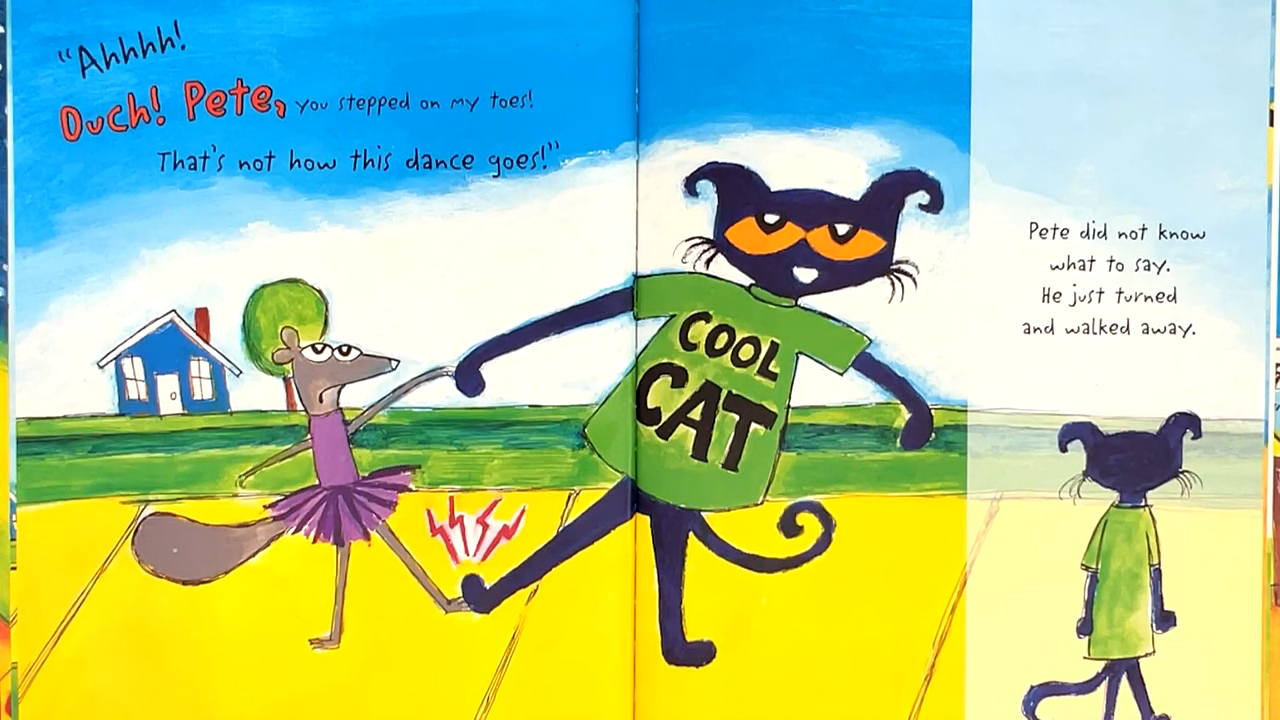 "Ahhhh!
Ouch! Pete, you stepped on my toes!
That's not how this dance goes!"
COOL
CAT
Pete did not know
what to say.
He just turned
and walked away.